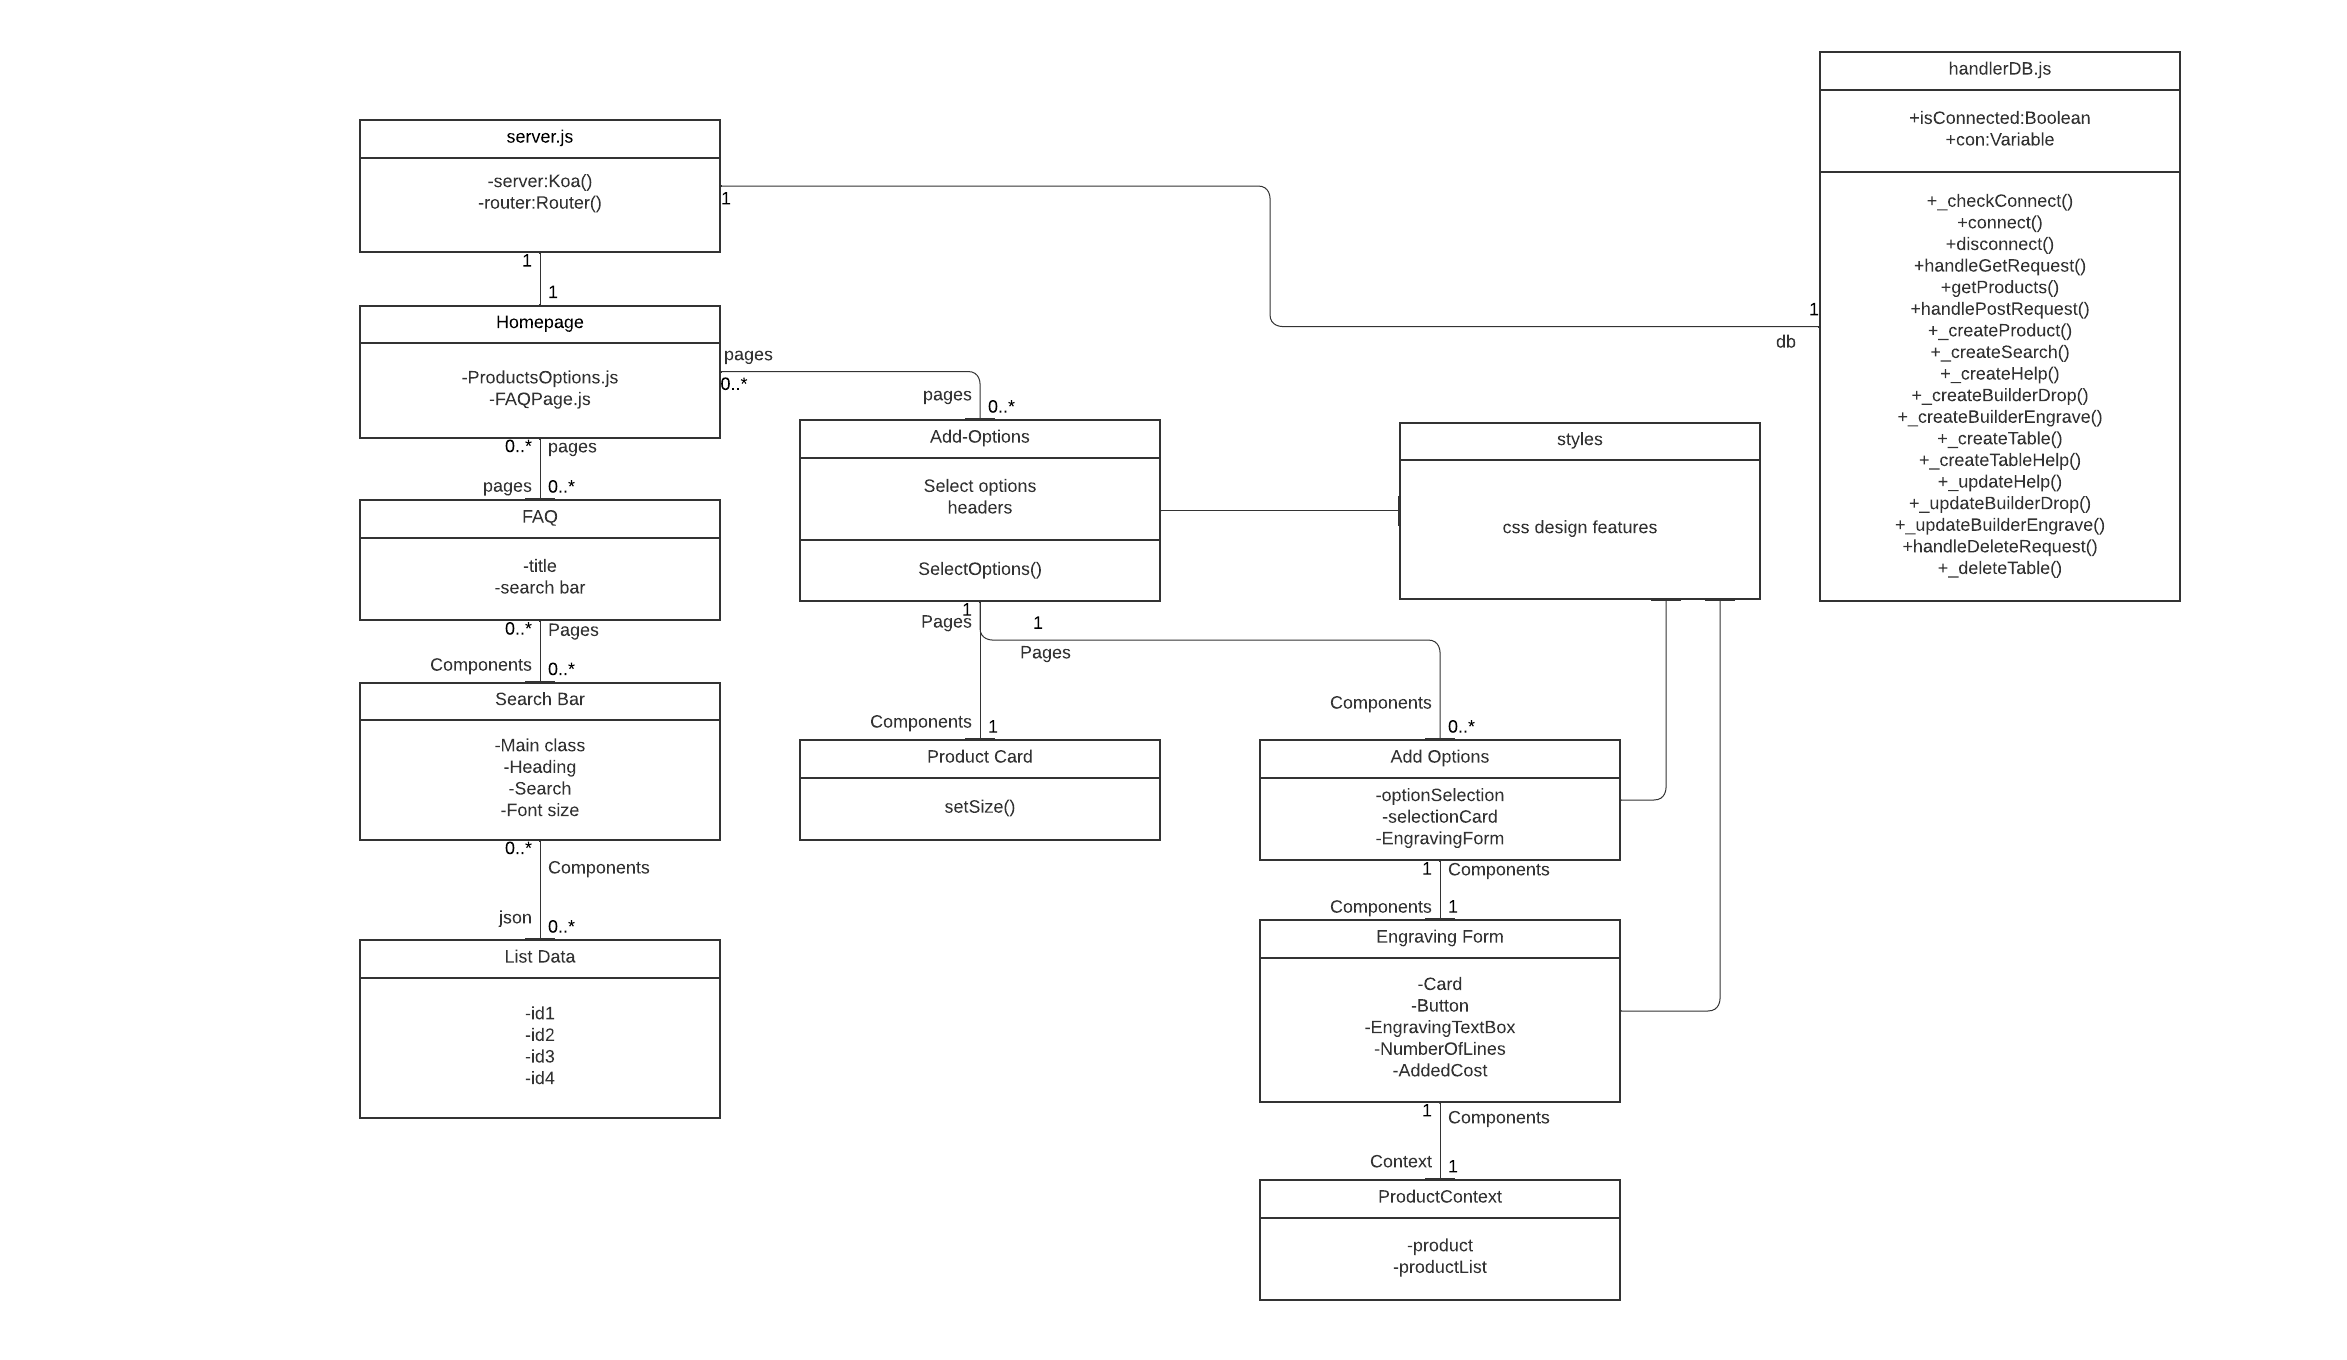 handlerDB.js
+isConnected:Boolean
+con:Variable
+_checkConnect()
+connect()
+disconnect()
+handleGetRequest()
+getProducts()
+handlePostRequest()
+_createProduct()
+_createSearch()
+_createHelp()
+_createBuilderDrop()
+_createBuilderEngrave()
+_createTable()
+_createTableHelp()
+_updateHelp()
+_updateBuilderDrop()
+_updateBuilderEngrave()
+handleDeleteRequest()
+_deleteTable()
server.js
-server:Koa()
-router:Router()
1
1
db
1
1
Homepage
-ProductsOptions.js
-FAQPage.js
pages
0..*
pages
0..*
0..*
pages
pages
0..*
FAQ
-title
-search bar
0..*
Pages
Components
0..*
Search Bar
-Main class
-Heading
-Search
-Font size
0..*
Components
json
0..*
List Data
-id1
-id2
-id3
-id4
Add-Options
Select options
headers
SelectOptions()
1
Pages
1
Pages
Components
1
Product Card
setSize()
styles
css design features
Components
0..*
Add Options
-optionSelection
-selectionCard
-EngravingForm
1
Components
Components
1
Engraving Form
-Card
-Button
-EngravingTextBox
-NumberOfLines
-AddedCost
1
Components
Context
1
ProductContext
-product
-productList